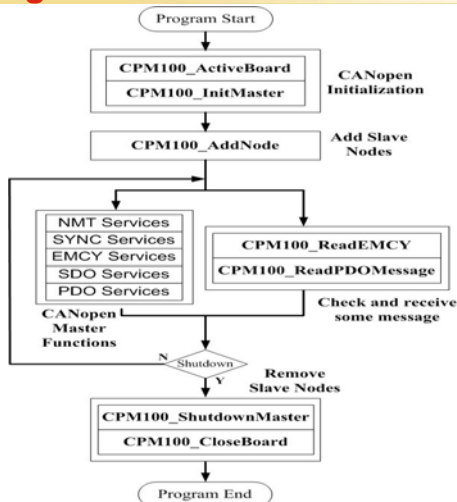 Program Start
CPM100_ActiveBoard
CPM100_InitMaster
CANopen
Initialization
CPM100_AddNode
Add Slave
Nodes
NMT Services
SYNC Services
EMCY Services
SDO Services
PDO Services
CANopen
Master
Functions
CPM100_ReadEMCY
CPM100_ReadPDOMessage
Check and receive
some message
N
Shutdown
Y
Remove
Slave Nodes
CPM100_ShutdownMaster
CPM100_CloseBoard
Program End